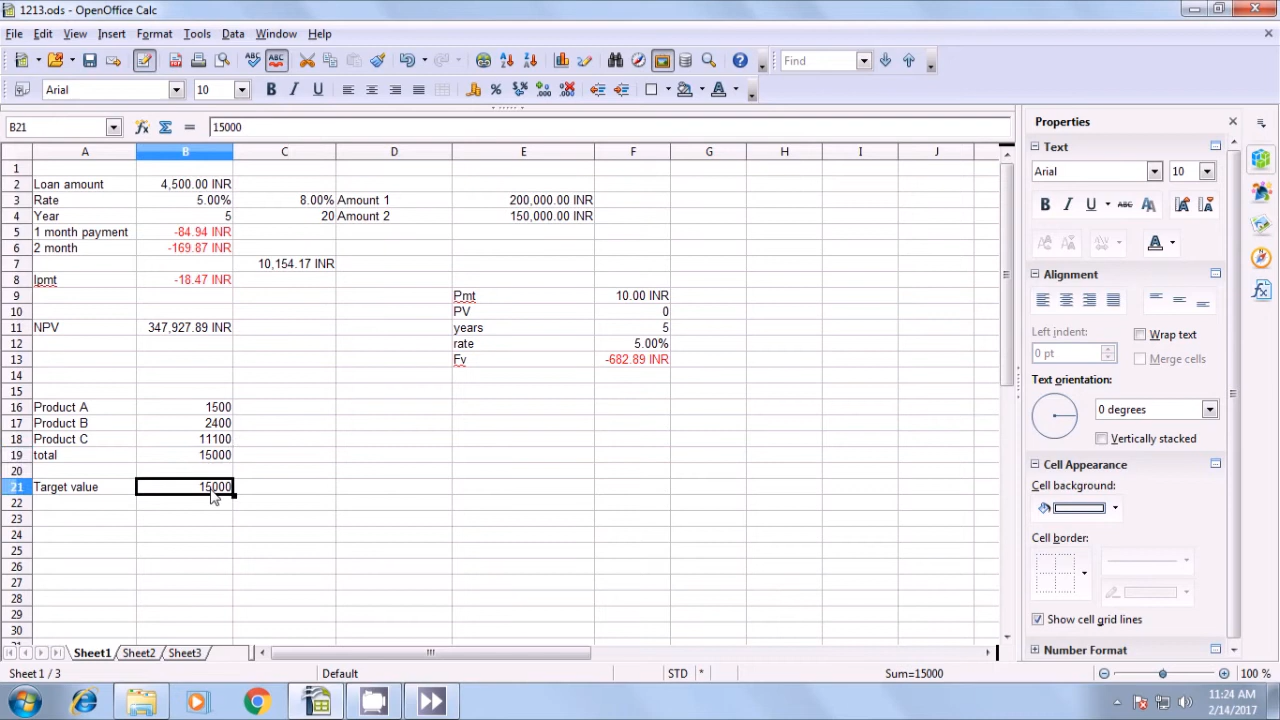 1213.ods - OpenOffice Calc
File Edit View Insert Format Tools Data Window Help
Find
Arial 10
B21 15000
A B C D E F G H I J
1
2 Loan amount 4,500.00 INR
3 Rate 5.00% 8.00% Amount 1 200,000.00 INR
4 Year 5 20 Amount 2 150,000.00 INR
5 1 month payment -84.94 INR
6 2 month -169.87 INR
7 10,154.17 INR
8 Ipmt -18.47 INR
9 Pmt 10.00 INR
10 PV 0
11 NPV 347,927.89 INR years 5
12 rate 5.00%
13 Fv -682.89 INR
14
15
16 Product A 1500
17 Product B 2400
18 Product C 11100
19 total 15000
20
21 Target value 15000
22
23
24
25
26
27
28
29
30
Sheet1 Sheet2 Sheet3
Sheet 1 / 3 Default STD * Sum=15000 100 %
Properties
Text
Arial 10
Alignment
Left indent: Wrap text
0 pt Merge cells
Text orientation:
0 degrees
Vertically stacked
Cell Appearance
Cell background:
Cell border:
Show cell grid lines
Number Format
11:24 AM
2/14/2017